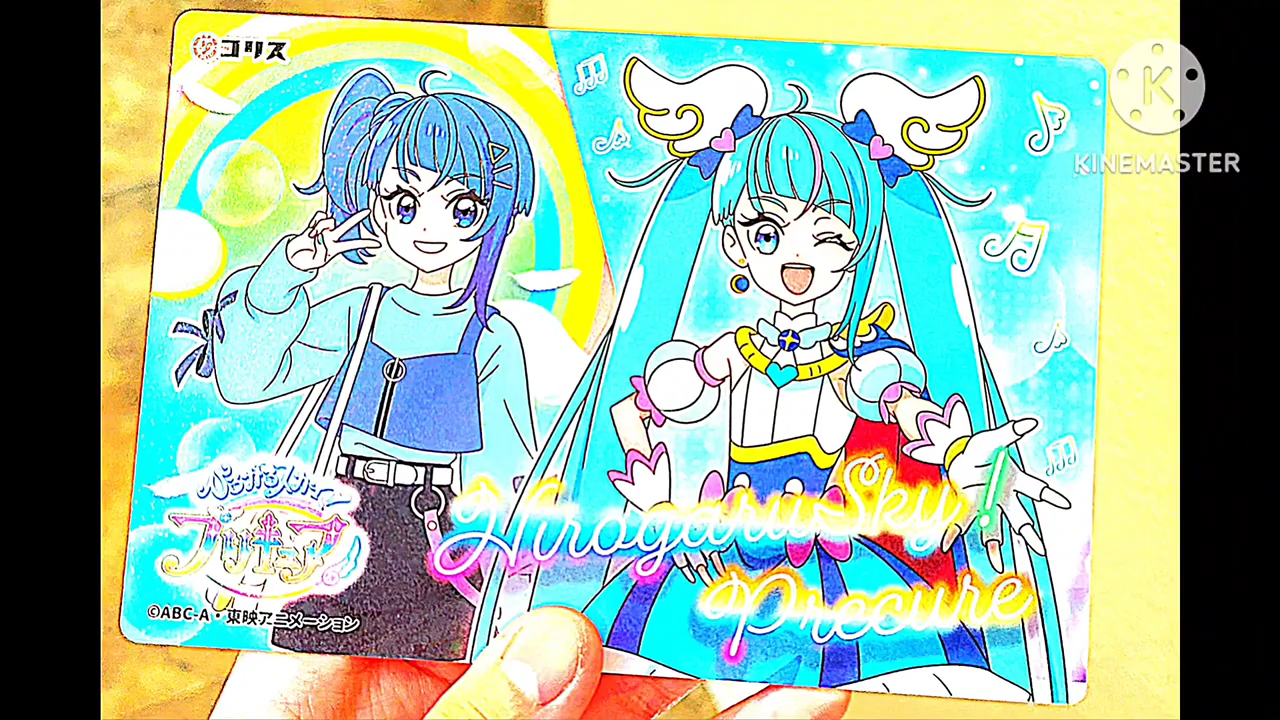 コリス
KINEMASTER
ひろがるスカイ!
プリキュア
Hirogaru Sky!
Precure
©ABC-A・東映アニメーション